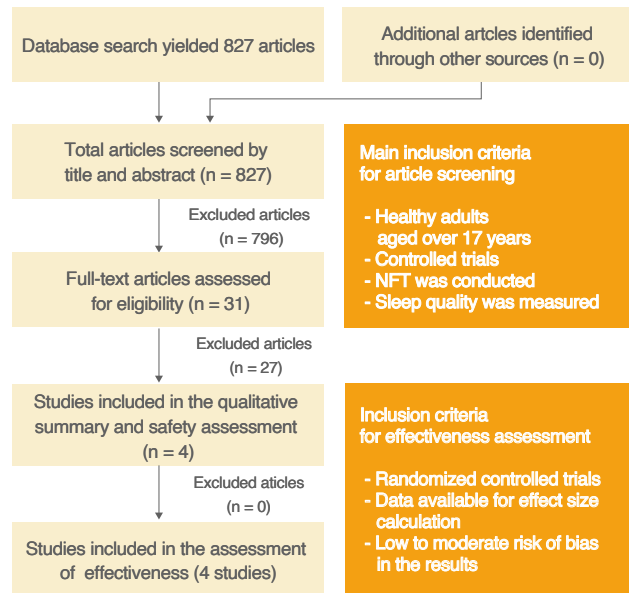 Database search yielded 827 articles
Additional artcles identified
through other sources (n = 0)
Total articles screened by
title and abstract (n = 827)
Main inclusion criteria
for article screening
- Healthy adults
aged over 17 years
- Controlled trials
- NFT was conducted
- Sleep quality was measured
Excluded articles
(n = 796)
Full-text articles assessed
for eligibility (n = 31)
Excluded articles
(n = 27)
Studies included in the qualitative
summary and safety assessment
(n = 4)
Inclusion criteria
for effectiveness assessment
- Randomized controlled trials
- Data available for effect size
calculation
- Low to moderate risk of bias
in the results
Excluded aticles
(n = 0)
Studies included in the assessment
of effectiveness (4 studies)